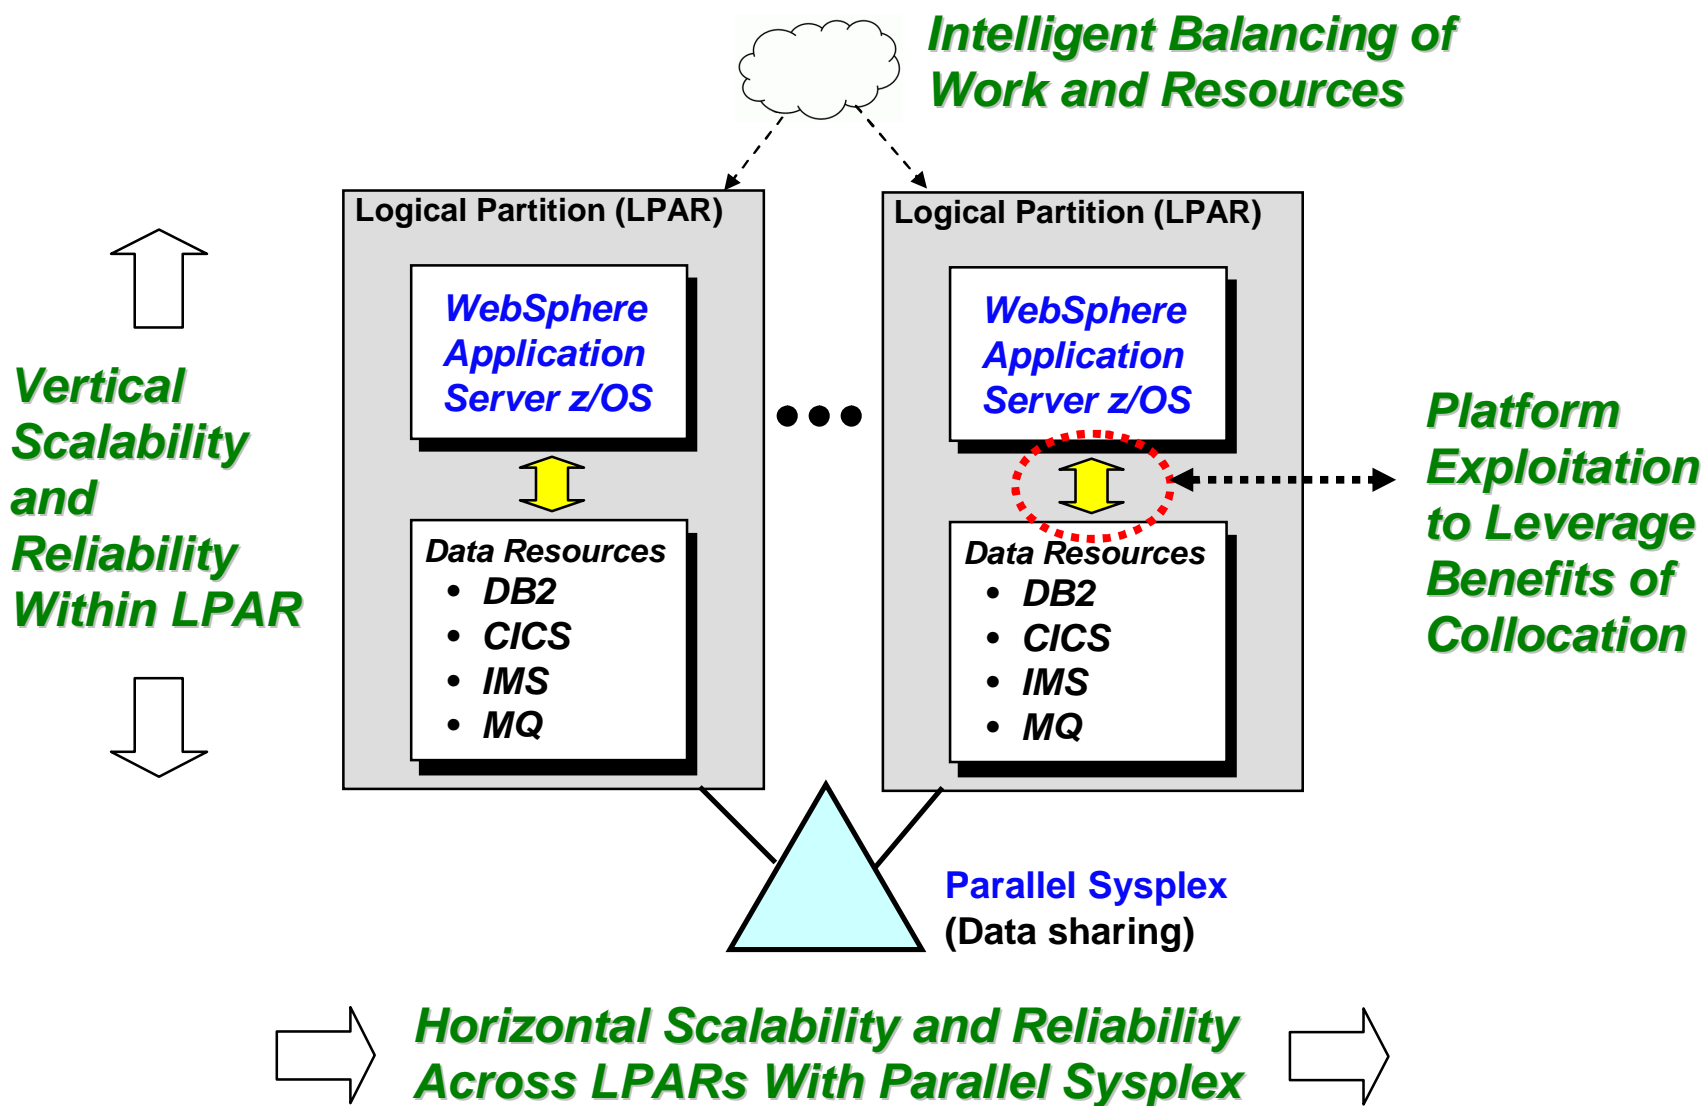 Intelligent Balancing of
Work and Resources
Logical Partition (LPAR)
WebSphere
Application
Server z/OS
Data Resources
• DB2
• CICS
• IMS
• MQ
Logical Partition (LPAR)
WebSphere
Application
Server z/OS
Data Resources
• DB2
• CICS
• IMS
• MQ
Vertical
Scalability
and
Reliability
Within LPAR
Platform
Exploitation
to Leverage
Benefits of
Collocation
Parallel Sysplex
(Data sharing)
Horizontal Scalability and Reliability
Across LPARs With Parallel Sysplex